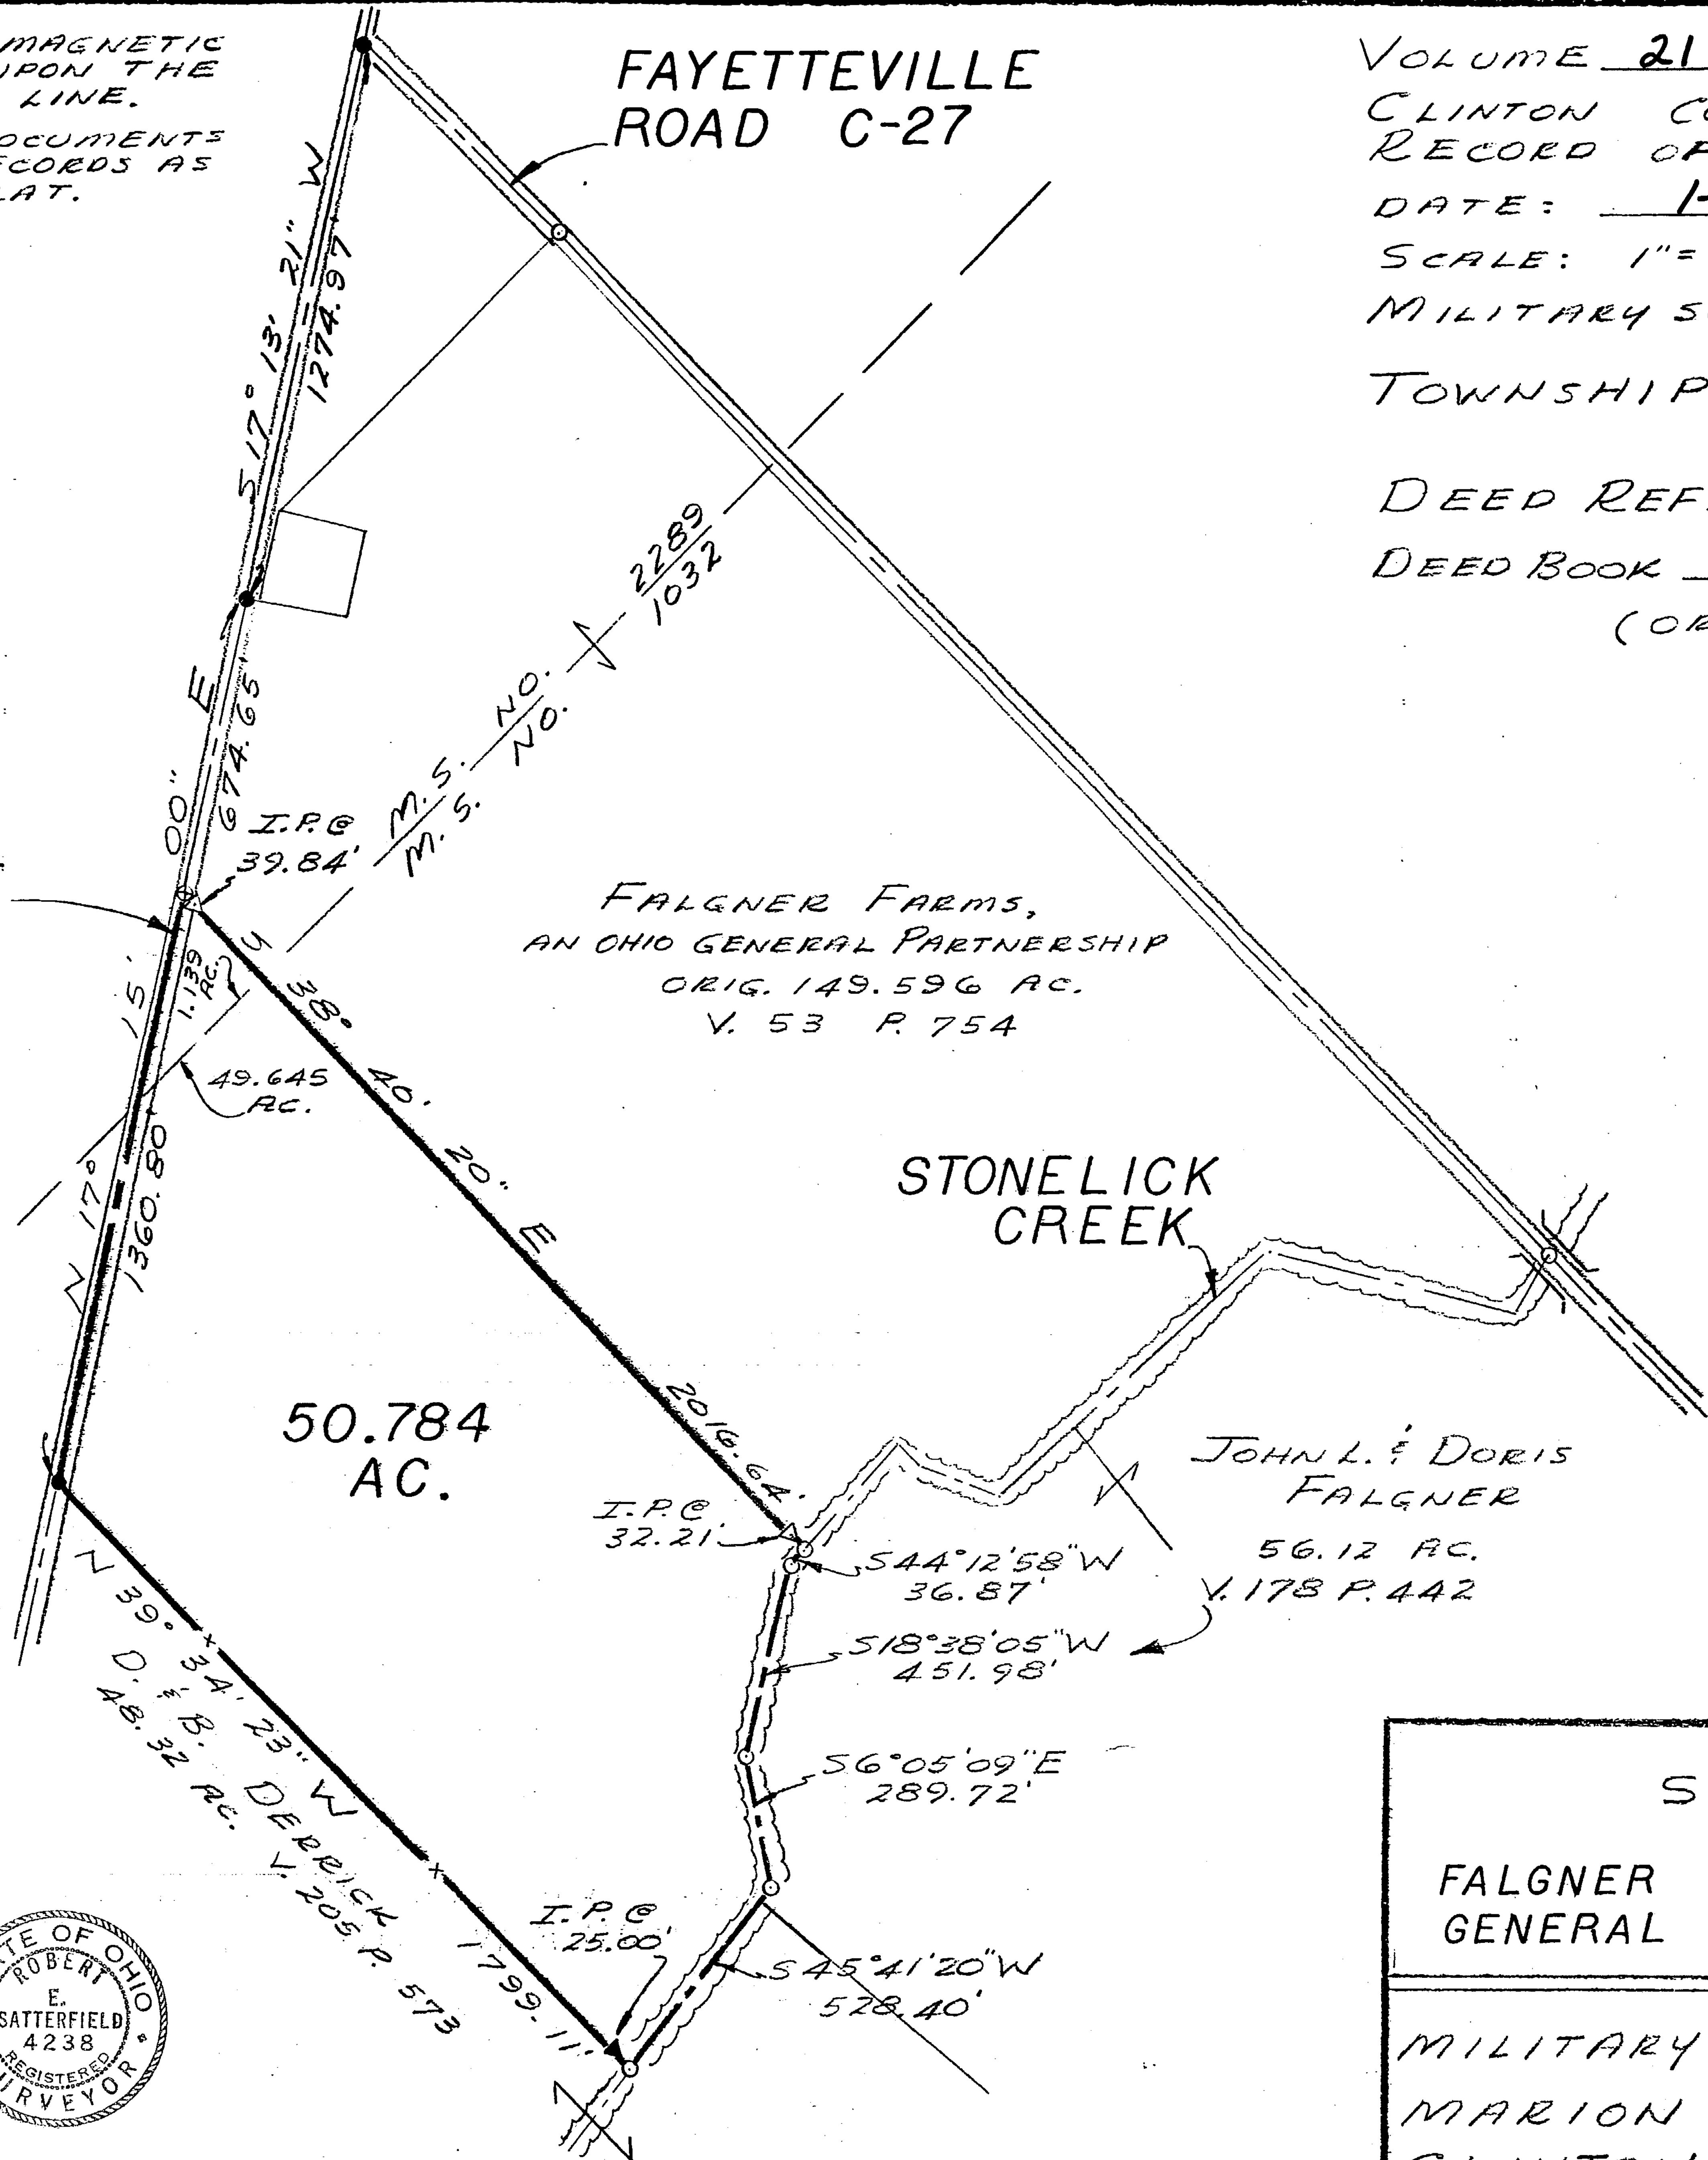 MAGNETIC
UPON THE
LINE.
DOCUMENTS
RECORDS AS
PLAT.
FAYETTEVILLE
ROAD C-27
VOLUME 21
CLINTON
RECORD OF
DATE: 1-
SCALE: 1"=
MILITARY
TOWNSHIP
DEED REF.
DEED BOOK
S 17° 13' 21" W
1274.97'
2289
1032
M.S. NO.
M.S. NO.
674.65'
I.P. @
39.84'
N 17° 15' 00" E
1360.80'
1.139
AC.
49.645
AC.
FALGNER FARMS,
AN OHIO GENERAL PARTNERSHIP
ORIG. 149.596 AC.
V. 53 P. 754
S 38° 40' 20" E
2016.64'
STONELICK
CREEK
50.784
AC.
I.P. @
32.21'
JOHN L. & DORIS
FALGNER
56.12 AC.
V. 178 P. 442
S44°12'58"W
36.87'
S18°38'05"W
451.98'
S6°05'09"E
289.72'
S45°41'20"W
528.40'
I.P. @
25.00'
N 39° 34' 23" W
1799.11'
D. & B. DERRICK
48.32 AC. V. 205 P. 573
STATE OF OHIO
ROBERT
E.
SATTERFIELD
4238
REGISTERED
SURVEYOR
S
FALGNER
GENERAL
MILITARY
MARION
CLINTON